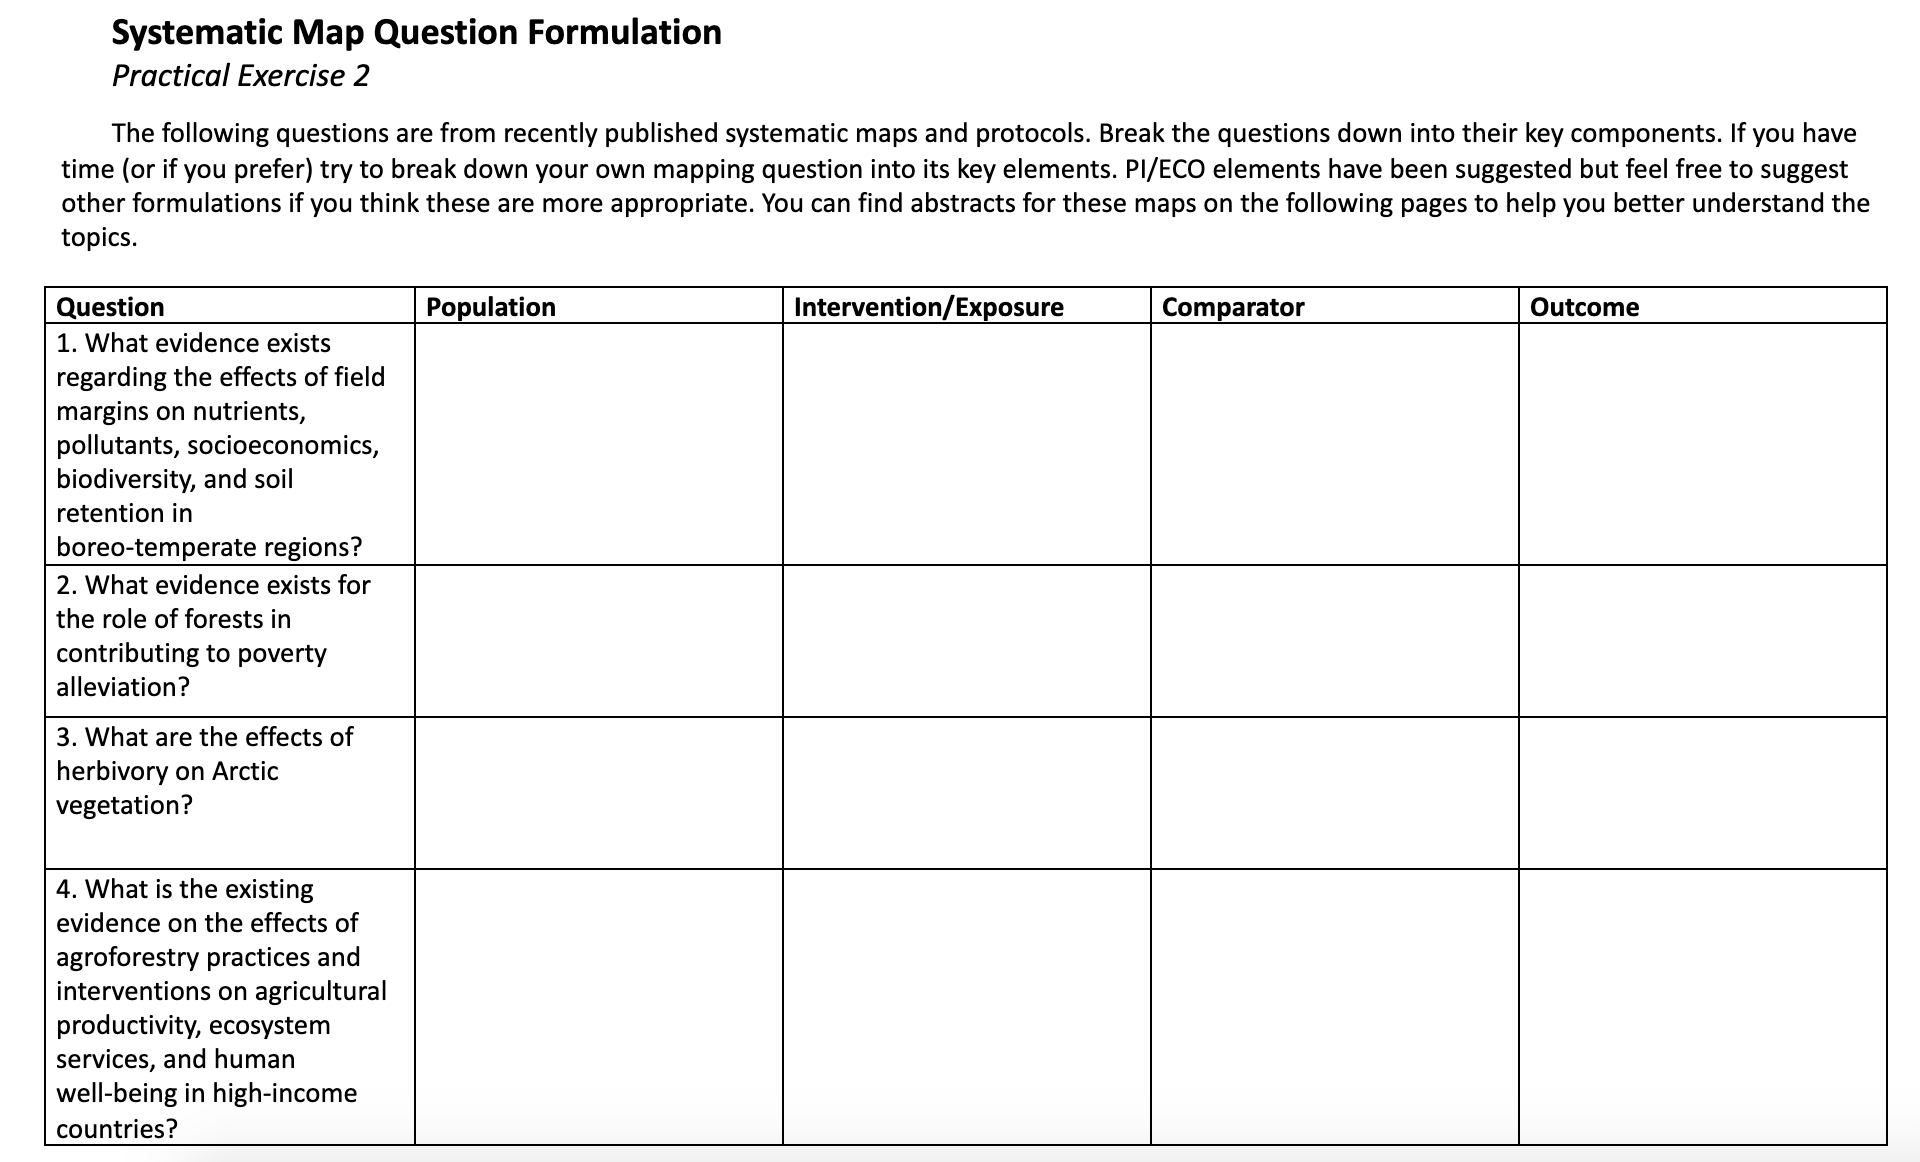 Systematic Map Question Formulation
Practical Exercise 2
The following questions are from recently published systematic maps and protocols. Break the questions down into their key components. If you have
time (or if you prefer) try to break down your own mapping question into its key elements. PI/ECO elements have been suggested but feel free to suggest
other formulations if you think these are more appropriate. You can find abstracts for these maps on the following pages to help you better understand the
topics.
Question Population Intervention/Exposure Comparator Outcome
1. What evidence exists
regarding the effects of field
margins on nutrients,
pollutants, socioeconomics,
biodiversity, and soil
retention in
boreo-temperate regions?
2. What evidence exists for
the role of forests in
contributing to poverty
alleviation?
3. What are the effects of
herbivory on Arctic
vegetation?
4. What is the existing
evidence on the effects of
agroforestry practices and
interventions on agricultural
productivity, ecosystem
services, and human
well-being in high-income
countries?